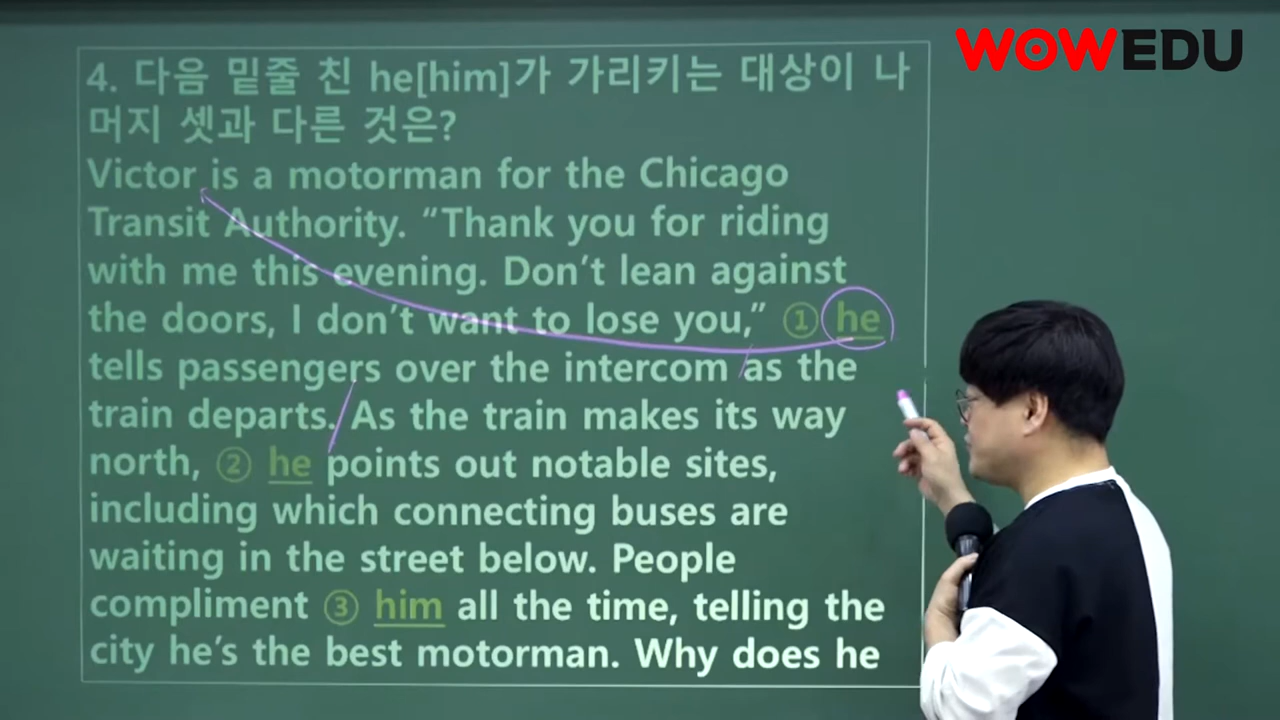 WOWEDU
4. 다음 밑줄 친 he[him]가 가리키는 대상이 나
머지 셋과 다른 것은?
Victor is a motorman for the Chicago
Transit Authority. “Thank you for riding
with me this evening. Don’t lean against
the doors, I don’t want to lose you,” ① he
tells passengers over the intercom as the
train departs. As the train makes its way
north, ② he points out notable sites,
including which connecting buses are
waiting in the street below. People
compliment ③ him all the time, telling the
city he’s the best motorman. Why does he